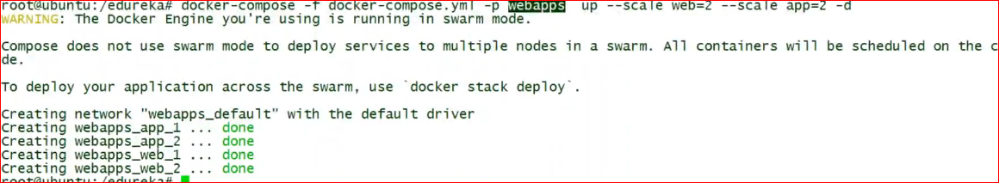 root@ubuntu:/edureka# docker-compose -f docker-compose.yml -p webapps  up --scale web=2 --scale app=2 -d
WARNING: The Docker Engine you're using is running in swarm mode.
Compose does not use swarm mode to deploy services to multiple nodes in a swarm. All containers will be scheduled on the c
de.
To deploy your application across the swarm, use `docker stack deploy`.
Creating network "webapps_default" with the default driver
Creating webapps_app_1 ... done
Creating webapps_app_2 ... done
Creating webapps_web_1 ... done
Creating webapps_web_2 ... done
root@ubuntu:/edureka#